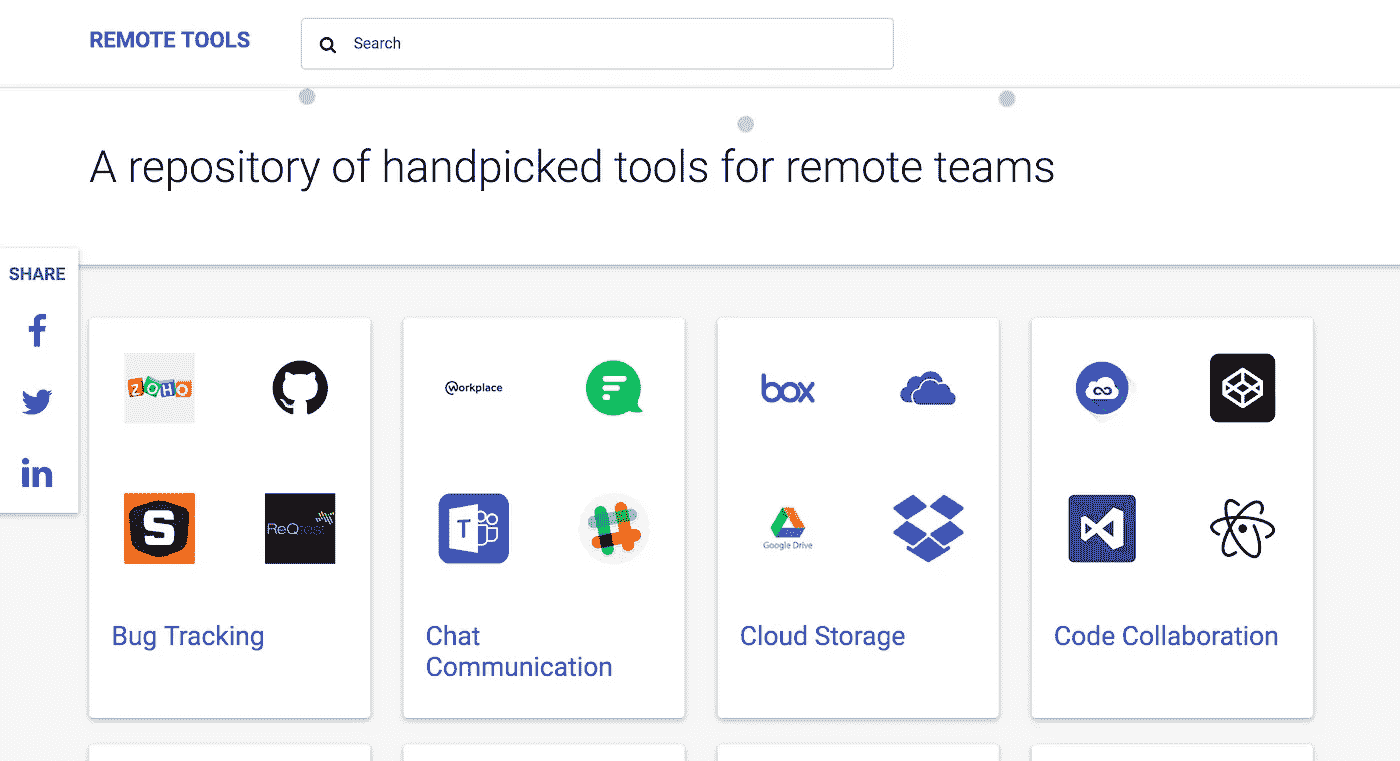 REMOTE TOOLS
Search
A repository of handpicked tools for remote teams
SHARE
ZOHO
Workplace
box
S
ReQtest
T
Google Drive
Bug Tracking
Chat
Communication
Cloud Storage
Code Collaboration